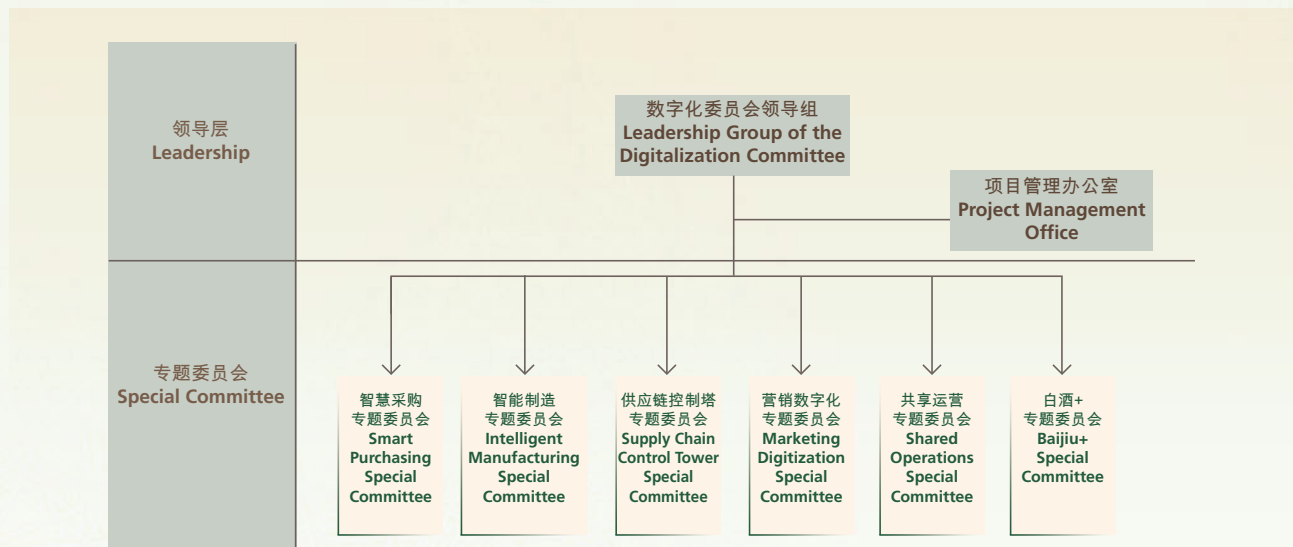 领导层
Leadership
数字化委员会领导组
Leadership Group of the
Digitalization Committee
项目管理办公室
Project Management
Office
专题委员会
Special Committee
智慧采购
专题委员会
Smart
Purchasing
Special
Committee
智能制造
专题委员会
Intelligent
Manufacturing
Special
Committee
供应链控制塔
专题委员会
Supply Chain
Control Tower
Special
Committee
营销数字化
专题委员会
Marketing
Digitization
Special
Committee
共享运营
专题委员会
Shared
Operations
Special
Committee
白酒+
专题委员会
Baijiu+
Special
Committee